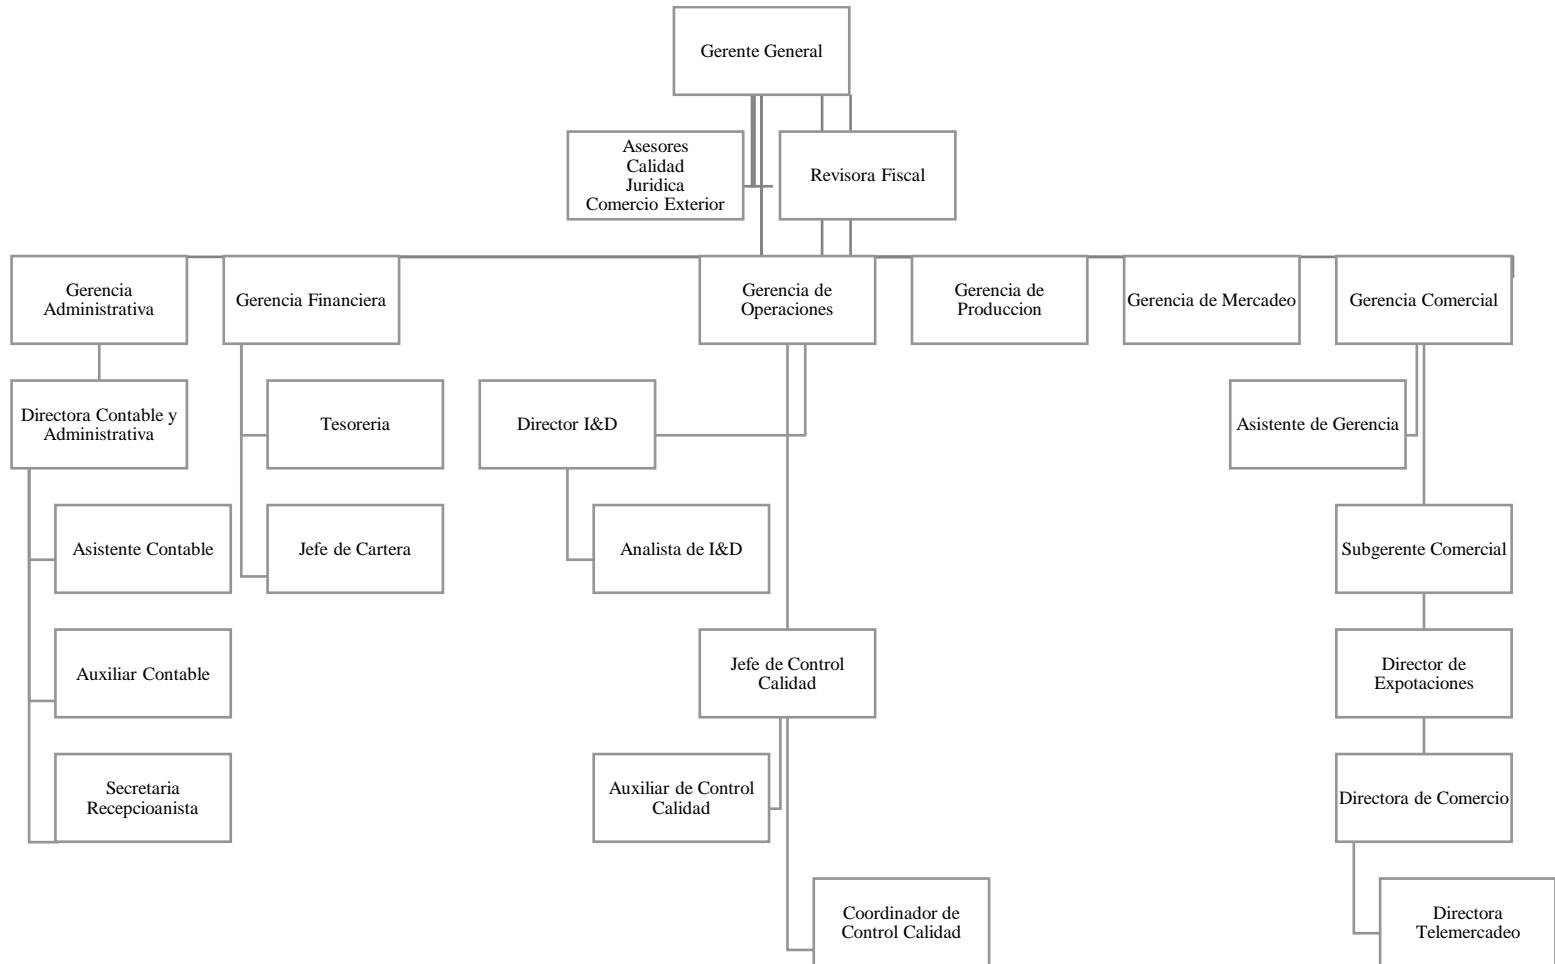 Gerente General
Asesores
Calidad
Juridica
Comercio Exterior
Revisora Fiscal
Gerencia
Administrativa
Gerencia Financiera
Gerencia de
Operaciones
Gerencia de
Produccion
Gerencia de Mercadeo
Gerencia Comercial
Directora Contable y
Administrativa
Tesoreria
Director I&D
Asistente de Gerencia
Asistente Contable
Jefe de Cartera
Analista de I&D
Subgerente Comercial
Auxiliar Contable
Jefe de Control
Calidad
Director de
Expotaciones
Secretaria
Recepcioanista
Auxiliar de Control
Calidad
Directora de Comercio
Coordinador de
Control Calidad
Directora
Telemercadeo